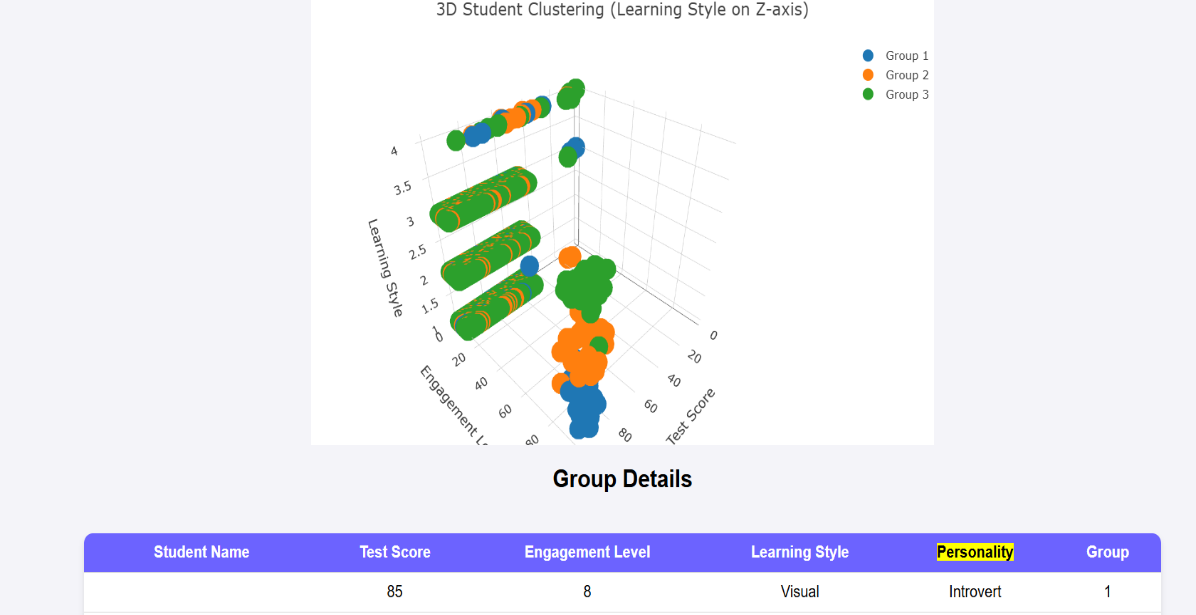 3D Student Clustering (Learning Style on Z-axis)
Group 1
Group 2
Group 3
4
3.5
3
2.5
2
1.5
1
Learning Style
0
20
40
60
80
Engagement L
0
20
40
60
80
Test Score
Group Details
Student Name Test Score Engagement Level Learning Style Personality Group
85 8 Visual Introvert 1